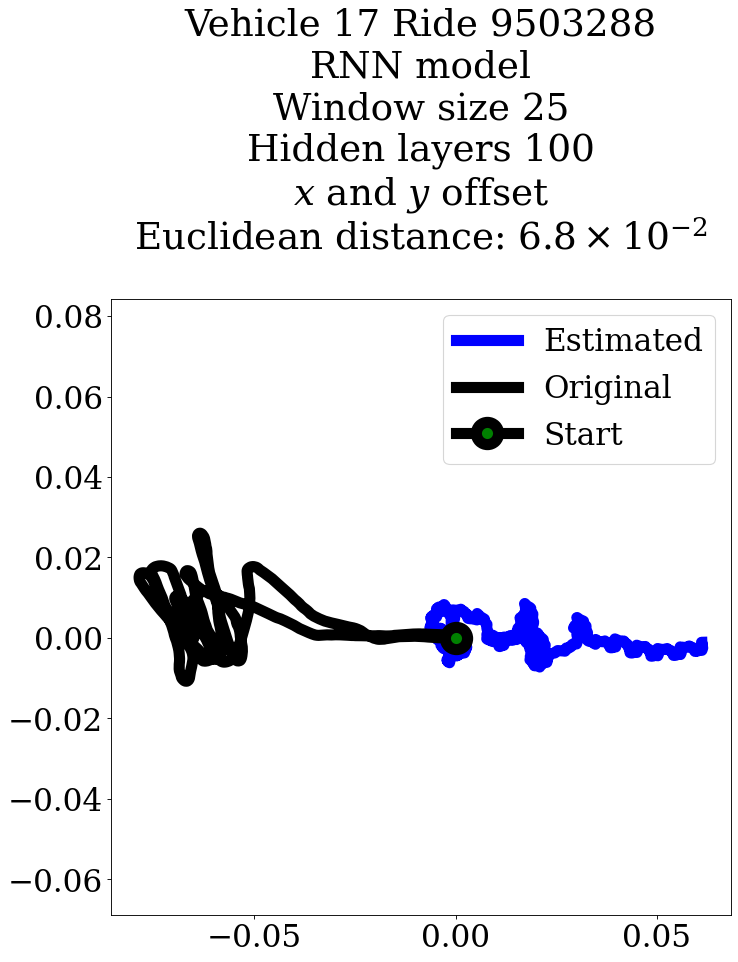 Vehicle 17 Ride 9503288
RNN model
Window size 25
Hidden layers 100
x and y offset
Euclidean distance: 6.8 × 10⁻²
Estimated
Original
Start
0.08
0.06
0.04
0.02
0.00
−0.02
−0.04
−0.06
−0.05
0.00
0.05